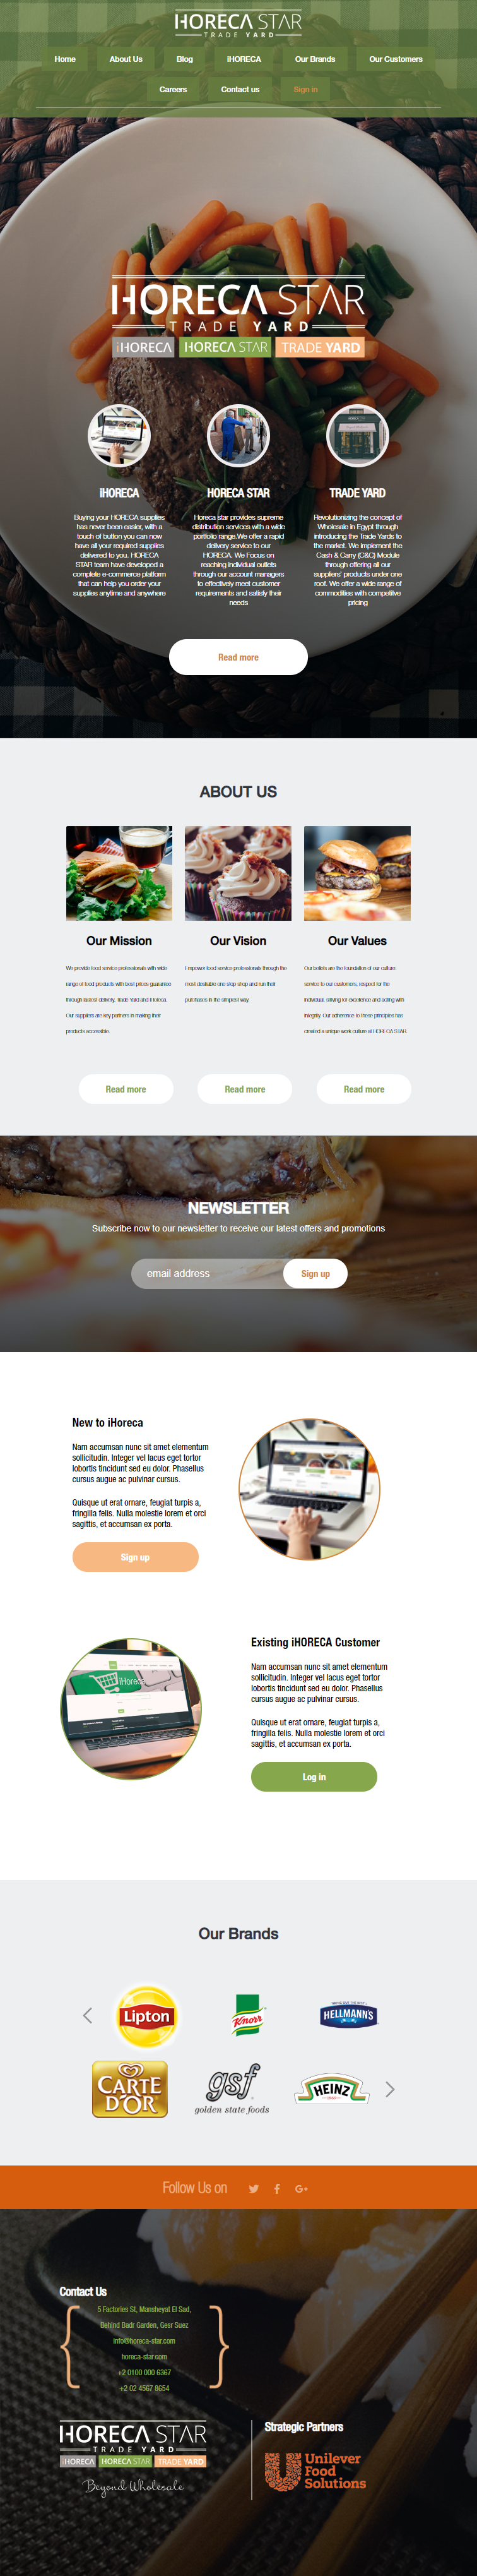 HORECA STAR
TRADE YARD
Home About Us Blog iHORECA Our Brands Our Customers
Careers Contact us Sign in
HORECA STAR
TRADE YARD
iHORECA HORECA STAR TRADE YARD
IHORECA
Buying your HORECA supplies
has never been easier, with a
touch of button you can now
have all your required supplies
delivered to you. HORECA
STAR team have developed a
complete e-commerce platform
that can help you order your
supplies anytime and anywhere
HORECA STAR
Horeca star provides supreme
distribution services with a wide
portfolio range.We offer a rapid
delivery service to our
HORECA. We Focus on
reaching individual outlets
through our account managers
to effectively meet customer
requirements and satisfy their
needs
TRADE YARD
Revolutionizing the concept of
Wholesale in Egypt through
introducing the Trade Yards to
the market. We implement the
Cash & Carry (C&C) Module
through offering all our
suppliers' products under one
roof. We offer a wide range of
commodities with competitive
pricing
Read more
ABOUT US
Our Mission
We provide food service professionals with wide
range of food products with best prices guarantee
through fastest delivery, Trade Yard and iHoreca.
Our suppliers are key partners in making their
products accessible.
Read more
Our Vision
Empower food service professionals through the
most desirable one stop shop and run their
purchases in the simplest way.
Read more
Our Values
Our beliefs are the foundation of our culture:
service to our customers, respect for the
individual, striving for excellence and acting with
integrity. Our adherence to these principles has
created a unique work culture at HORECA STAR.
Read more
NEWSLETTER
Subscribe now to our newsletter to receive our latest offers and promotions
email address Sign up
New to iHoreca
Nam accumsan nunc sit amet elementum
sollicitudin. Integer vel lacus eget tortor
lobortis tincidunt sed eu dolor. Phasellus
cursus augue ac pulvinar cursus.
Quisque ut erat ornare, feugiat turpis a,
fringilla felis. Nulla molestie lorem et orci
sagittis, et accumsan ex porta.
Sign up
iHoreca
Existing iHORECA Customer
Nam accumsan nunc sit amet elementum
sollicitudin. Integer vel lacus eget tortor
lobortis tincidunt sed eu dolor. Phasellus
cursus augue ac pulvinar cursus.
Quisque ut erat ornare, feugiat turpis a,
fringilla felis. Nulla molestie lorem et orci
sagittis, et accumsan ex porta.
Log in
Our Brands
Lipton
Knorr
HELLMANN'S
CARTE D'OR
gsf
golden state foods
HEINZ
Follow Us on
Contact Us
5 Factories St, Mansheyat El Sad,
Behind Badr Garden, Gesr Suez
info@horeca-star.com
horeca-star.com
+2 0100 000 6367
+2 02 4567 8654
HORECA STAR
TRADE YARD
iHORECA HORECA STAR TRADE YARD
Beyond Wholesale
Strategic Partners
Unilever
Food
Solutions